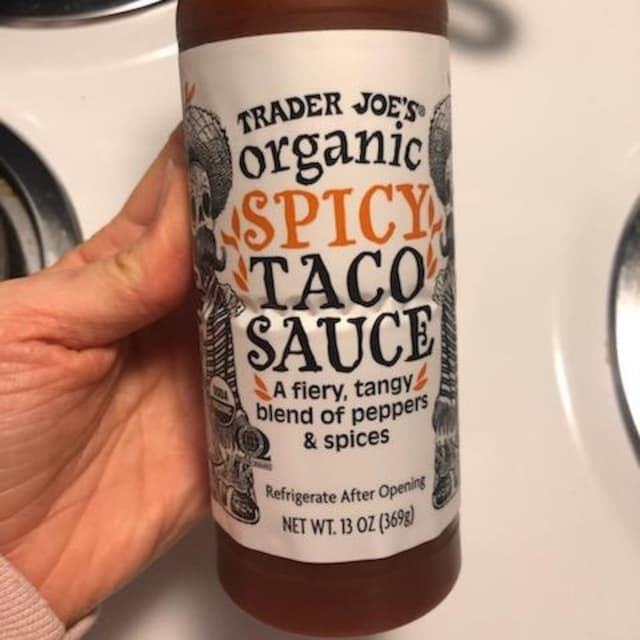 TRADER JOE'S®
organic
SPICY
TACO
SAUCE
A fiery, tangy
blend of peppers
& spices
Refrigerate After Opening
NET WT. 13 OZ (369g)
USDA